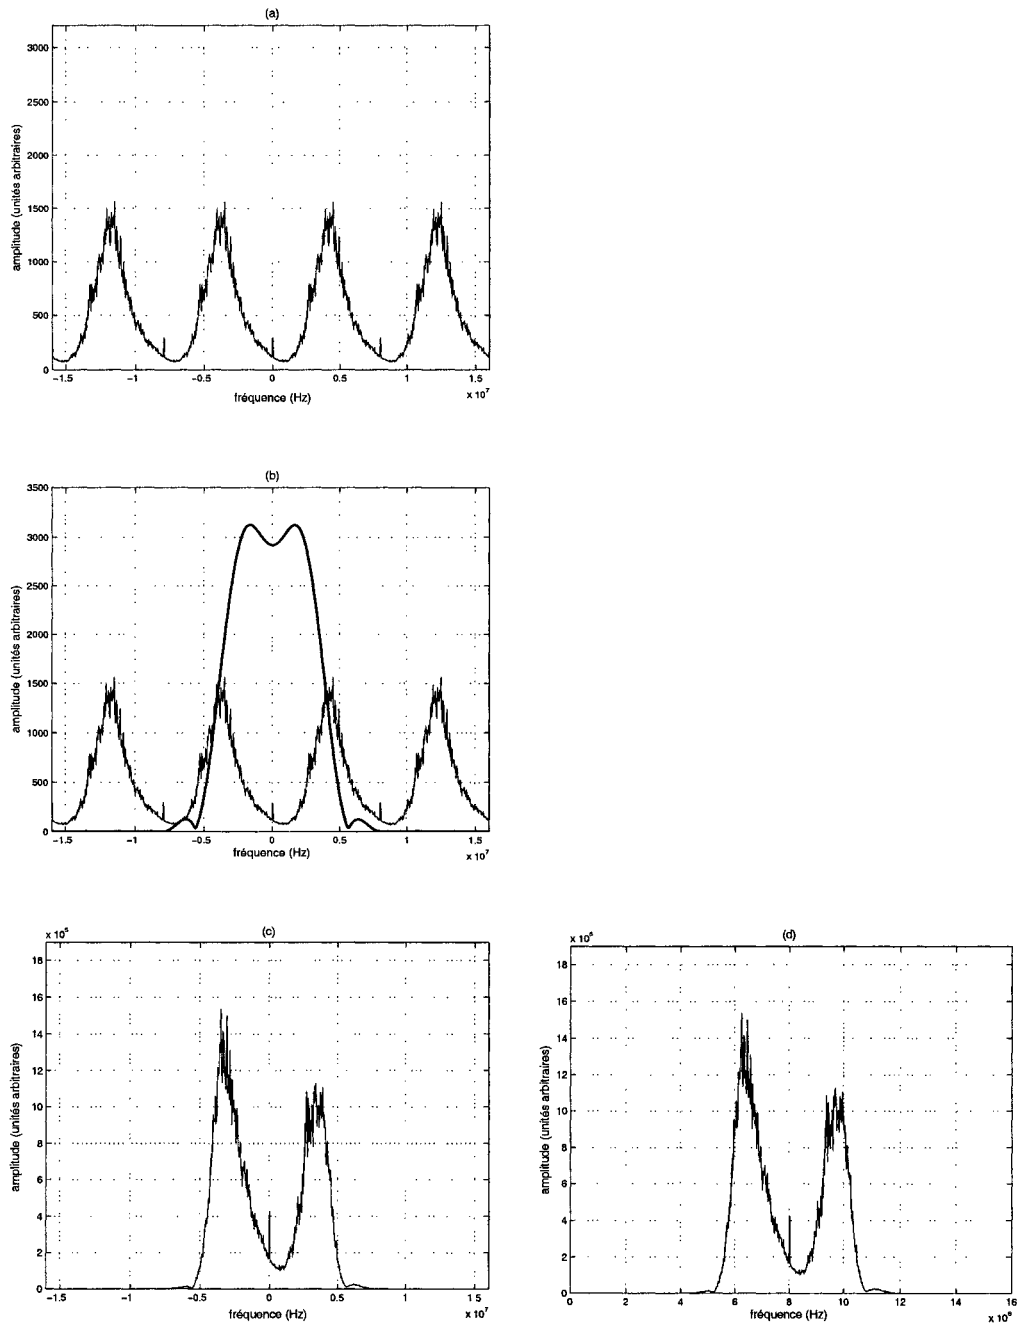 (a)
3000
2500
2000
1500
1000
500
0
amplitude (unités arbitraires)
−1.5 −1 −0.5 0 0.5 1 1.5
fréquence (Hz)
x 10^7
(b)
3500
3000
2500
2000
1500
1000
500
0
amplitude (unités arbitraires)
−1.5 −1 −0.5 0 0.5 1 1.5
fréquence (Hz)
x 10^7
(c)
x 10^5
18
16
14
12
10
8
6
4
2
0
amplitude (unités arbitraires)
−1.5 −1 −0.5 0 0.5 1 1.5
fréquence (Hz)
x 10^7
(d)
x 10^5
18
16
14
12
10
8
6
4
2
0
amplitude (unités arbitraires)
0 2 4 6 8 10 12 14 16
fréquence (Hz)
x 10^6